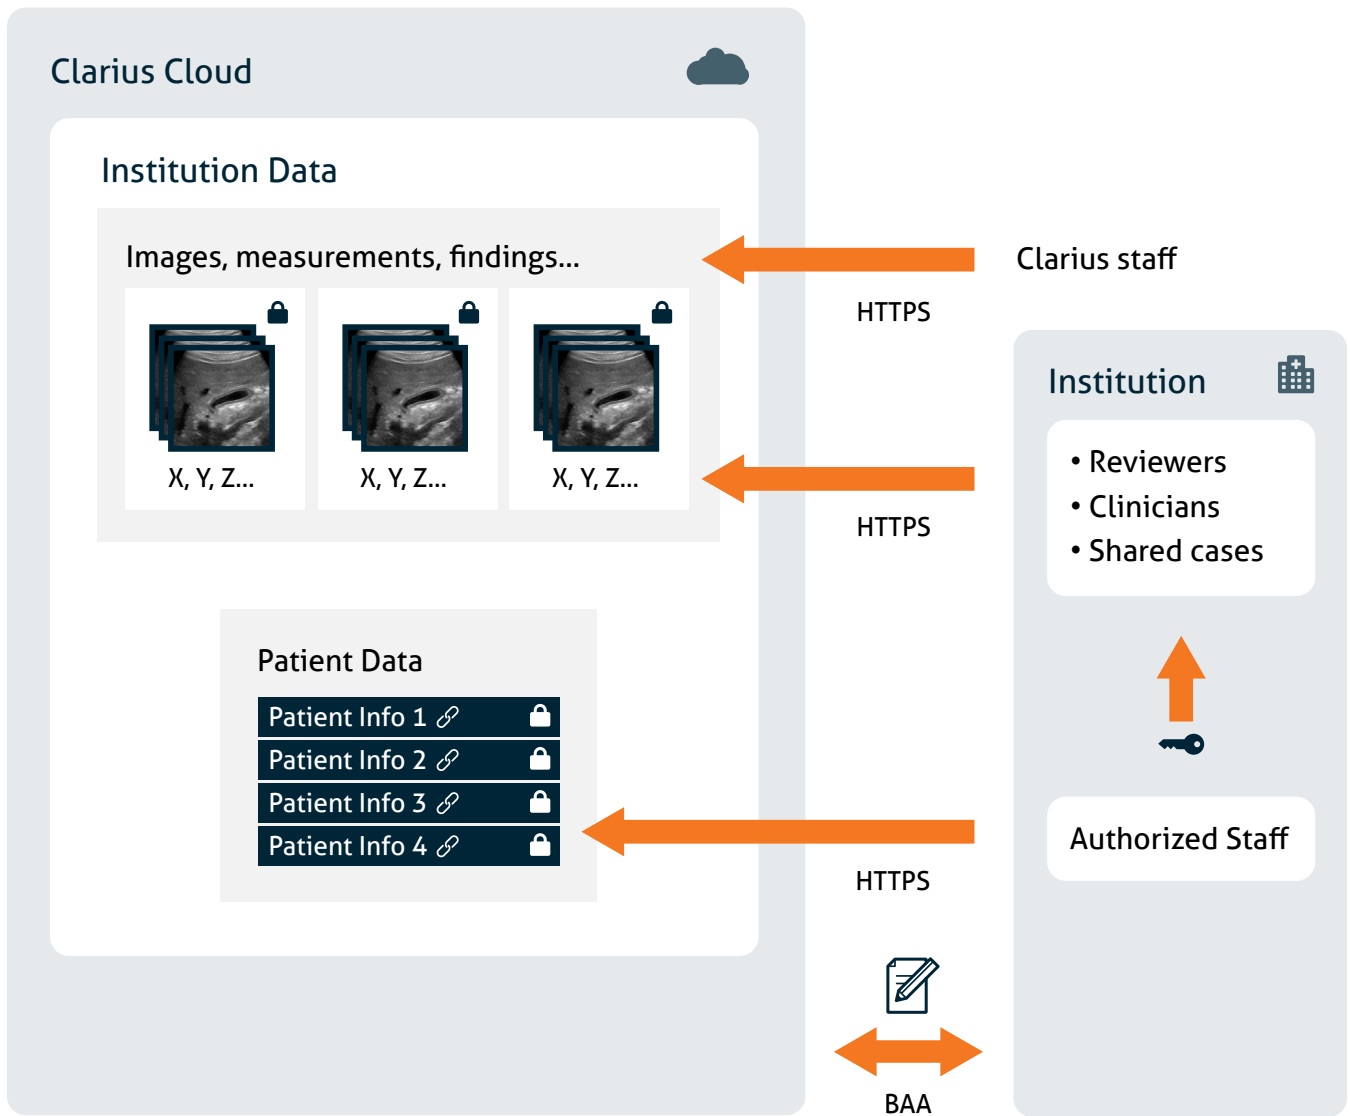 Clarius Cloud
Institution Data
Images, measurements, findings...
X, Y, Z...
X, Y, Z...
X, Y, Z...
Patient Data
Patient Info 1
Patient Info 2
Patient Info 3
Patient Info 4
HTTPS
HTTPS
HTTPS
BAA
Clarius staff
Institution
• Reviewers
• Clinicians
• Shared cases
Authorized Staff